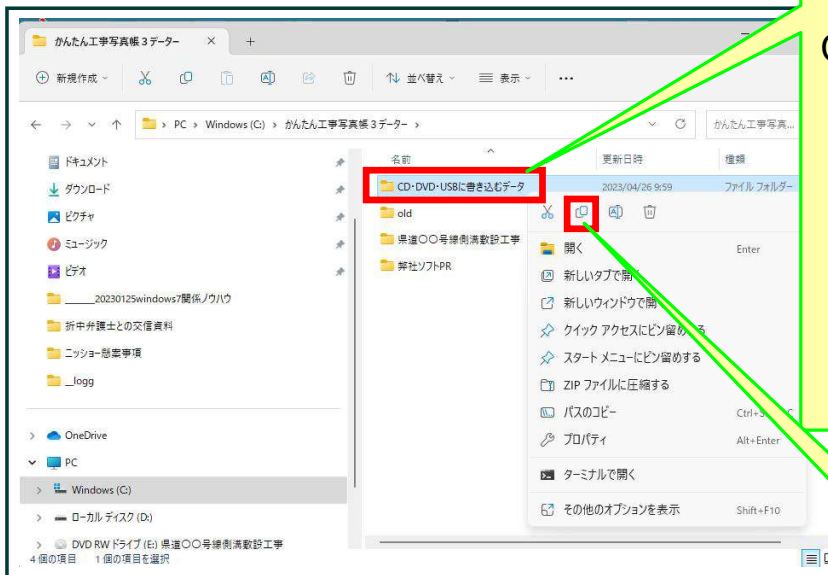 かんたん工事写真帳3データー
新規作成
並べ替え
表示
PC > Windows (C:) > かんたん工事写真帳3データー >
かんたん工事写真...
名前
更新日時
種類
ドキュメント
ダウンロード
ピクチャ
ミュージック
ビデオ
______20230125windows7関係ノウハウ
折中弁護士との交信資料
ニッショー懸案事項
__logg
OneDrive
PC
Windows (C:)
ローカル ディスク (D:)
DVD RW ドライブ (E:) 県道〇〇号線側溝敷設工事
CD・DVD・USBに書き込むデータ
2023/04/26 9:59
ファイル フォルダー
old
県道〇〇号線側溝敷設工事
弊社ソフトPR
開く
Enter
新しいタブで開く
新しいウィンドウで開
クイック アクセスにピン留めする
スタート メニューにピン留めする
ZIP ファイルに圧縮する
パスのコピー
プロパティ
Alt+Enter
ターミナルで開く
その他のオプションを表示
Shift+F10
4 個の項目
1 個の項目を選択